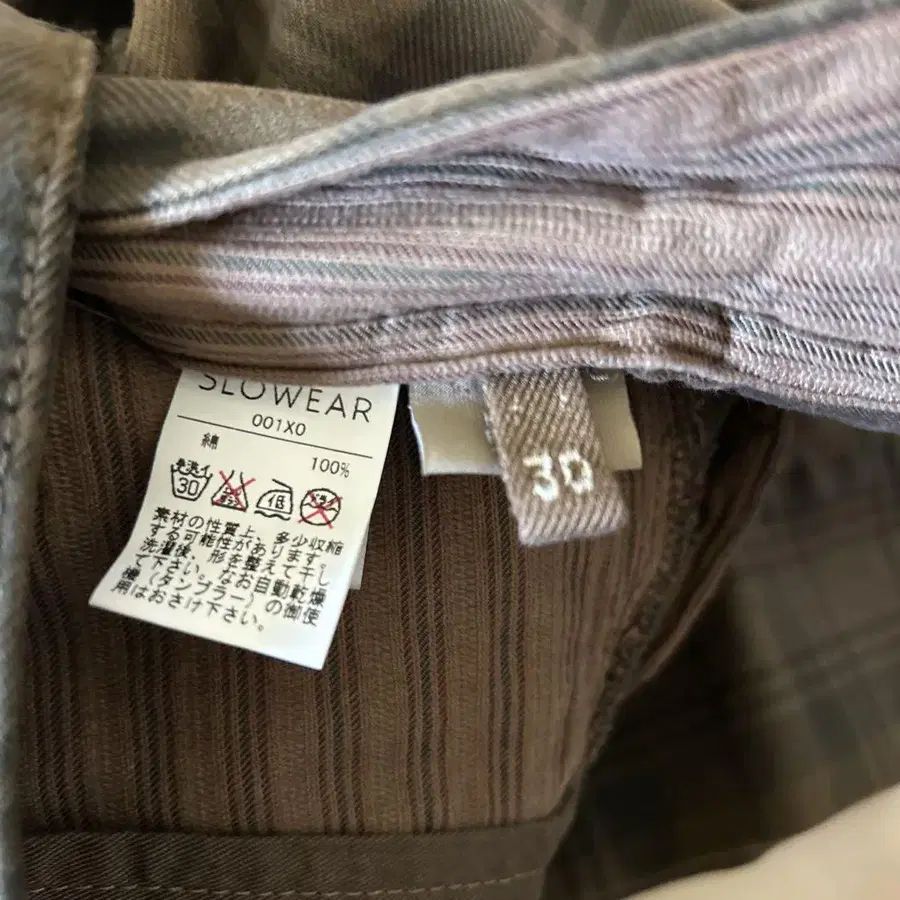 SLOWEAR
001X0
綿
100%
弱
30
低
素材の性質上、多少収縮
する可能性があります。
洗濯後、形を整えて干し
て下さい。なお自動乾燥
機（タンブラー）の御使
用はおさけ下さい。
30